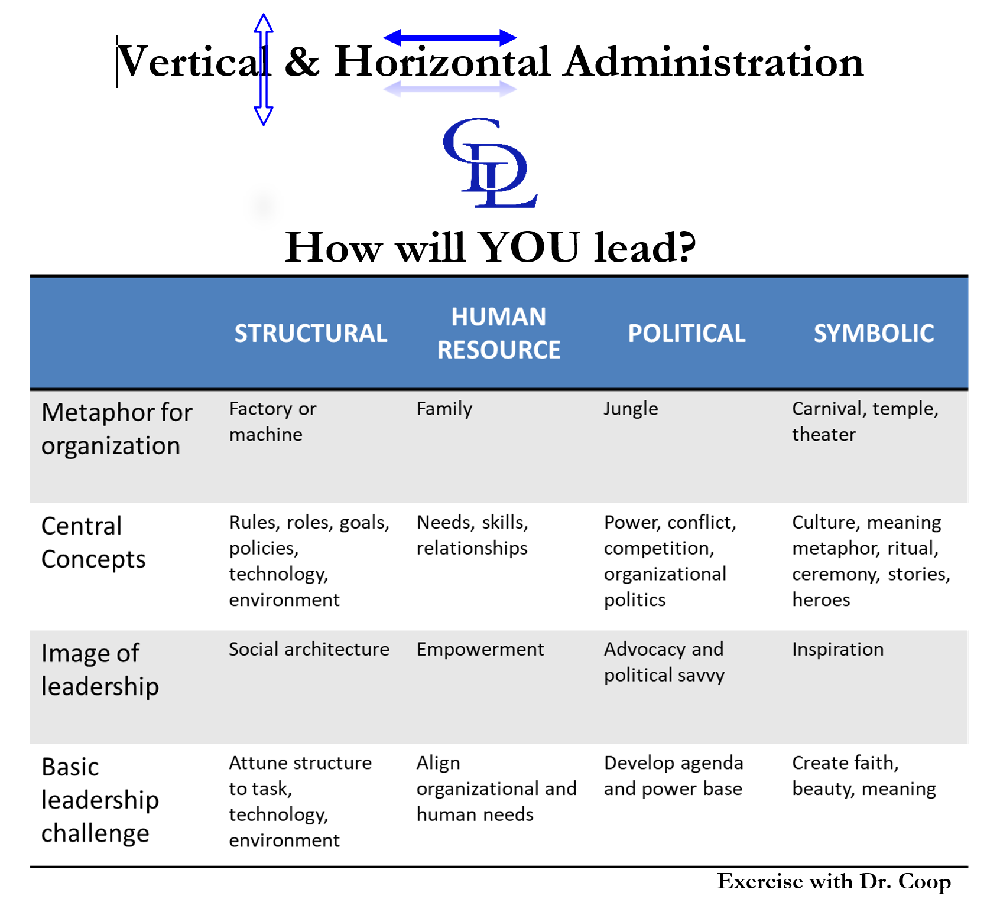 Vertical & Horizontal Administration
CDL
How will YOU lead?
STRUCTURAL
HUMAN
RESOURCE
POLITICAL
SYMBOLIC
Metaphor for
organization
Factory or
machine
Family
Jungle
Carnival, temple,
theater
Central
Concepts
Rules, roles, goals,
policies,
technology,
environment
Needs, skills,
relationships
Power, conflict,
competition,
organizational
politics
Culture, meaning
metaphor, ritual,
ceremony, stories,
heroes
Image of
leadership
Social architecture
Empowerment
Advocacy and
political savvy
Inspiration
Basic
leadership
challenge
Attune structure
to task,
technology,
environment
Align
organizational and
human needs
Develop agenda
and power base
Create faith,
beauty, meaning
Exercise with Dr. Coop